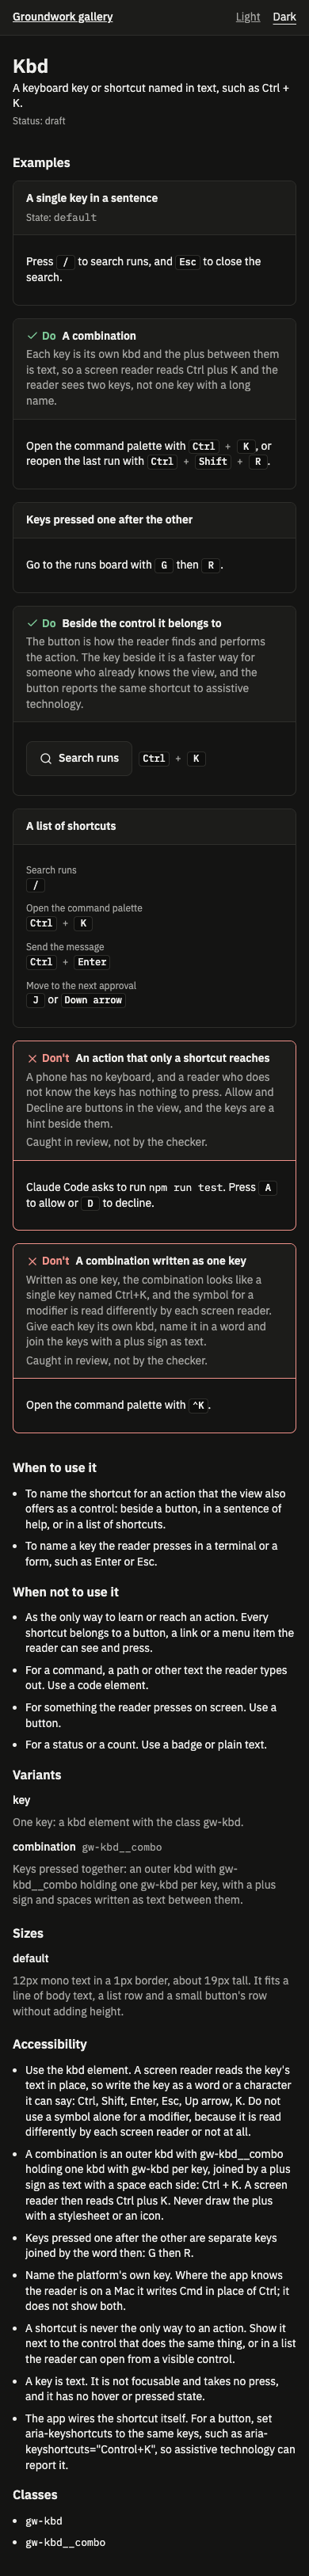 Groundwork gallery Light Dark
Kbd
A keyboard key or shortcut named in text, such as Ctrl +
K.
Status: draft
Examples
A single key in a sentence
State: default
Press / to search runs, and Esc to close the
search.
Do A combination
Each key is its own kbd and the plus between them
is text, so a screen reader reads Ctrl plus K and the
reader sees two keys, not one key with a long
name.
Open the command palette with Ctrl + K, or
reopen the last run with Ctrl + Shift + R.
Keys pressed one after the other
Go to the runs board with G then R.
Do Beside the control it belongs to
The button is how the reader finds and performs
the action. The key beside it is a faster way for
someone who already knows the view, and the
button reports the same shortcut to assistive
technology.
Search runs Ctrl + K
A list of shortcuts
Search runs
/
Open the command palette
Ctrl + K
Send the message
Ctrl + Enter
Move to the next approval
J or Down arrow
Don't An action that only a shortcut reaches
A phone has no keyboard, and a reader who does
not know the keys has nothing to press. Allow and
Decline are buttons in the view, and the keys are a
hint beside them.
Caught in review, not by the checker.
Claude Code asks to run npm run test. Press A
to allow or D to decline.
Don't A combination written as one key
Written as one key, the combination looks like a
single key named Ctrl+K, and the symbol for a
modifier is read differently by each screen reader.
Give each key its own kbd, name it in a word and
join the keys with a plus sign as text.
Caught in review, not by the checker.
Open the command palette with ^K.
When to use it
• To name the shortcut for an action that the view also
offers as a control: beside a button, in a sentence of
help, or in a list of shortcuts.
• To name a key the reader presses in a terminal or a
form, such as Enter or Esc.
When not to use it
• As the only way to learn or reach an action. Every
shortcut belongs to a button, a link or a menu item the
reader can see and press.
• For a command, a path or other text the reader types
out. Use a code element.
• For something the reader presses on screen. Use a
button.
• For a status or a count. Use a badge or plain text.
Variants
key
One key: a kbd element with the class gw-kbd.
combination gw-kbd__combo
Keys pressed together: an outer kbd with gw-
kbd__combo holding one gw-kbd per key, with a plus
sign and spaces written as text between them.
Sizes
default
12px mono text in a 1px border, about 19px tall. It fits a
line of body text, a list row and a small button's row
without adding height.
Accessibility
• Use the kbd element. A screen reader reads the key's
text in place, so write the key as a word or a character
it can say: Ctrl, Shift, Enter, Esc, Up arrow, K. Do not
use a symbol alone for a modifier, because it is read
differently by each screen reader or not at all.
• A combination is an outer kbd with gw-kbd__combo
holding one kbd with gw-kbd per key, joined by a plus
sign as text with a space each side: Ctrl + K. A screen
reader then reads Ctrl plus K. Never draw the plus
with a stylesheet or an icon.
• Keys pressed one after the other are separate keys
joined by the word then: G then R.
• Name the platform's own key. Where the app knows
the reader is on a Mac it writes Cmd in place of Ctrl; it
does not show both.
• A shortcut is never the only way to an action. Show it
next to the control that does the same thing, or in a list
the reader can open from a visible control.
• A key is text. It is not focusable and takes no press,
and it has no hover or pressed state.
• The app wires the shortcut itself. For a button, set
aria-keyshortcuts to the same keys, such as aria-
keyshortcuts="Control+K", so assistive technology can
report it.
Classes
• gw-kbd
• gw-kbd__combo